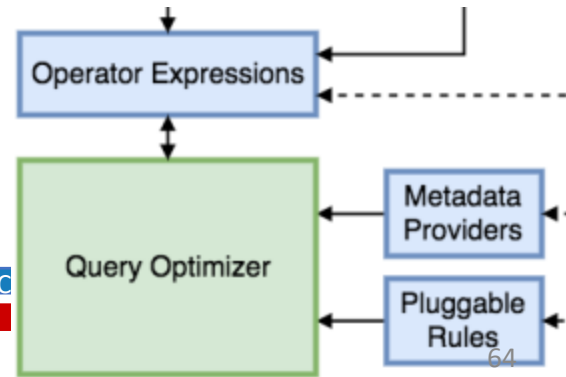 Operator Expressions
Query Optimizer
Metadata
Providers
Pluggable
Rules
64